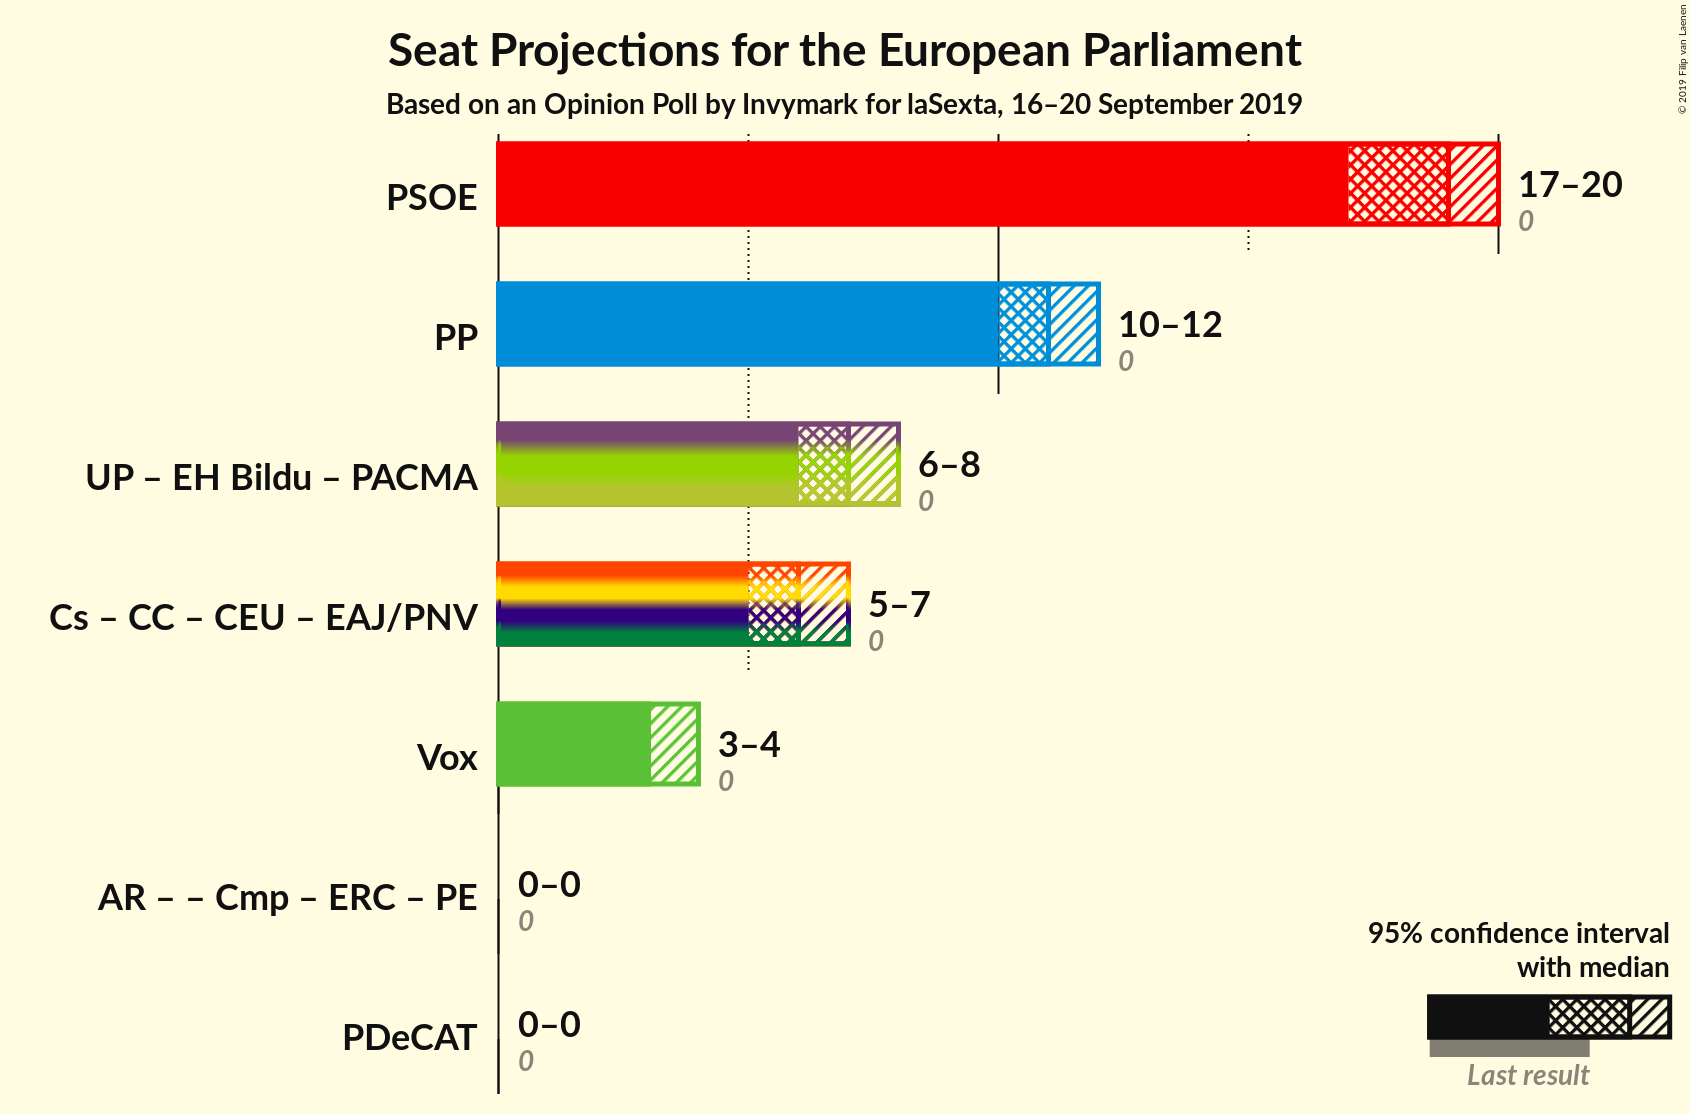 Seat Projections for the European Parliament
Based on an Opinion Poll by Invymark for laSexta, 16–20 September 2019
© 2019 Filip van Laenen
PSOE
17–20
0
PP
10–12
0
UP – EH Bildu – PACMA
6–8
0
Cs – CC – CEU – EAJ/PNV
5–7
0
Vox
3–4
0
AR – – Cmp – ERC – PE
0–0
0
PDeCAT
0–0
0
95% confidence interval
with median
Last result